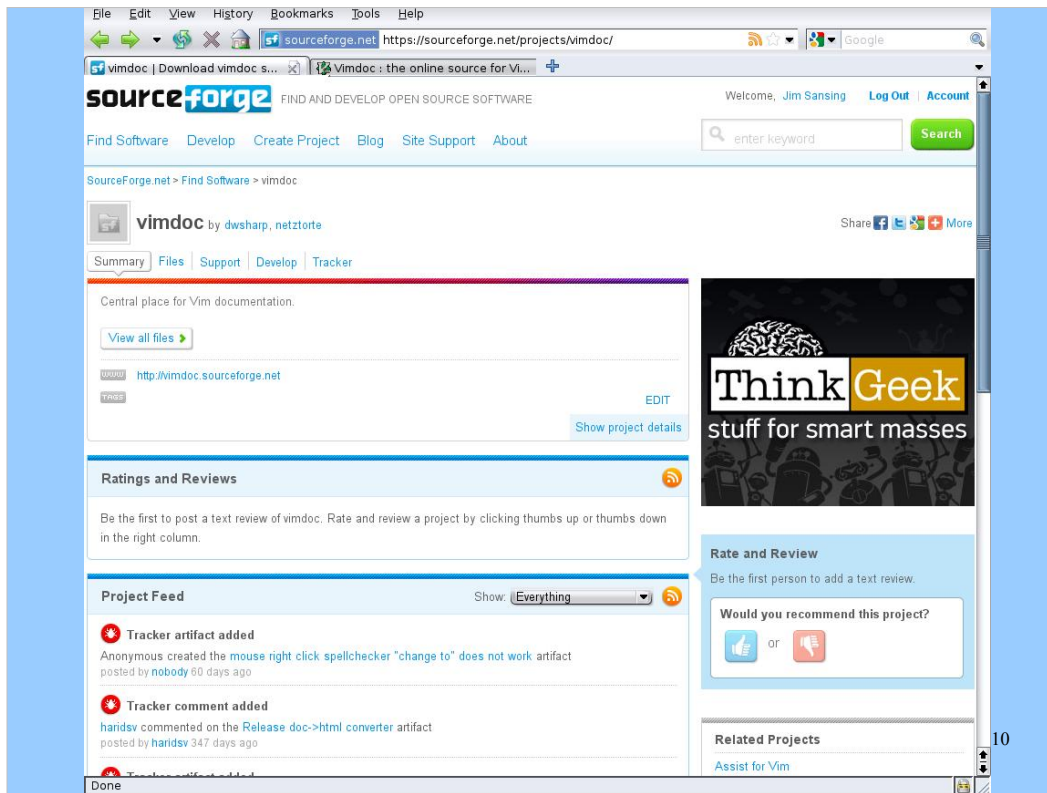 File Edit View History Bookmarks Tools Help
sf sourceforge.net https://sourceforge.net/projects/vimdoc/ Google
sf vimdoc | Download vimdoc s... Vimdoc : the online source for Vi...
sourceforge FIND AND DEVELOP OPEN SOURCE SOFTWARE Welcome, Jim Sansing Log Out Account
Find Software Develop Create Project Blog Site Support About enter keyword Search
SourceForge.net > Find Software > vimdoc
vimdoc by dwsharp, netztorte Share More
Summary Files Support Develop Tracker
Central place for Vim documentation.
View all files
www http://vimdoc.sourceforge.net
TAGS EDIT
Show project details
ThinkGeek
stuff for smart masses
Ratings and Reviews
Be the first to post a text review of vimdoc. Rate and review a project by clicking thumbs up or thumbs down
in the right column.
Rate and Review
Be the first person to add a text review.
Would you recommend this project?
or
Project Feed Show: Everything
Tracker artifact added
Anonymous created the mouse right click spellchecker "change to" does not work artifact
posted by nobody 60 days ago
Tracker comment added
haridsv commented on the Release doc->html converter artifact
posted by haridsv 347 days ago
Tracker artifact added
Related Projects
Assist for Vim
Done
10